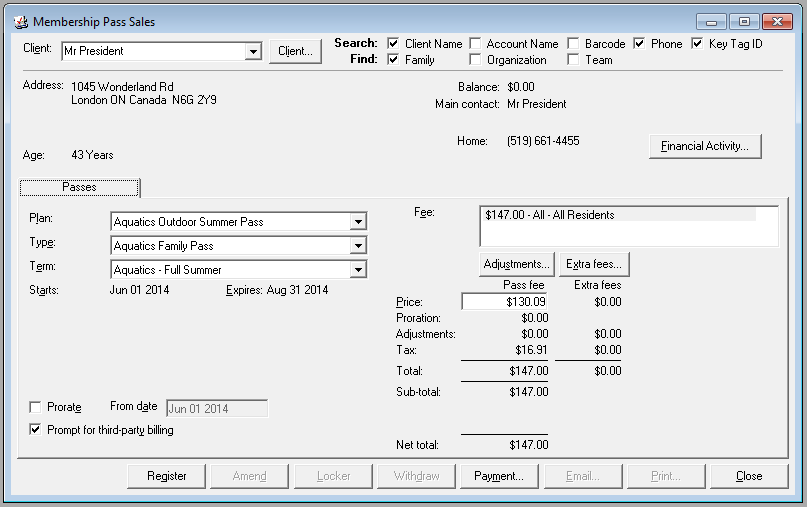 Membership Pass Sales
Client: Mr President Client... Search: Client Name Account Name Barcode Phone Key Tag ID
Find: Family Organization Team
Address: 1045 Wonderland Rd Balance: $0.00
London ON Canada N6G 2Y9 Main contact: Mr President
Home: (519) 661-4455 Financial Activity...
Age: 43 Years
Passes
Plan: Aquatics Outdoor Summer Pass Fee: $147.00 - All - All Residents
Type: Aquatics Family Pass
Term: Aquatics - Full Summer Adjustments... Extra fees...
Starts: Jun 01 2014 Expires: Aug 31 2014 Pass fee Extra fees
Price: $130.09 $0.00
Proration: $0.00
Adjustments: $0.00 $0.00
Tax: $16.91 $0.00
Total: $147.00 $0.00
Sub-total: $147.00
Prorate From date Jun 01 2014
Prompt for third-party billing
Net total: $147.00
Register Amend Locker Withdraw Payment... Email... Print... Close